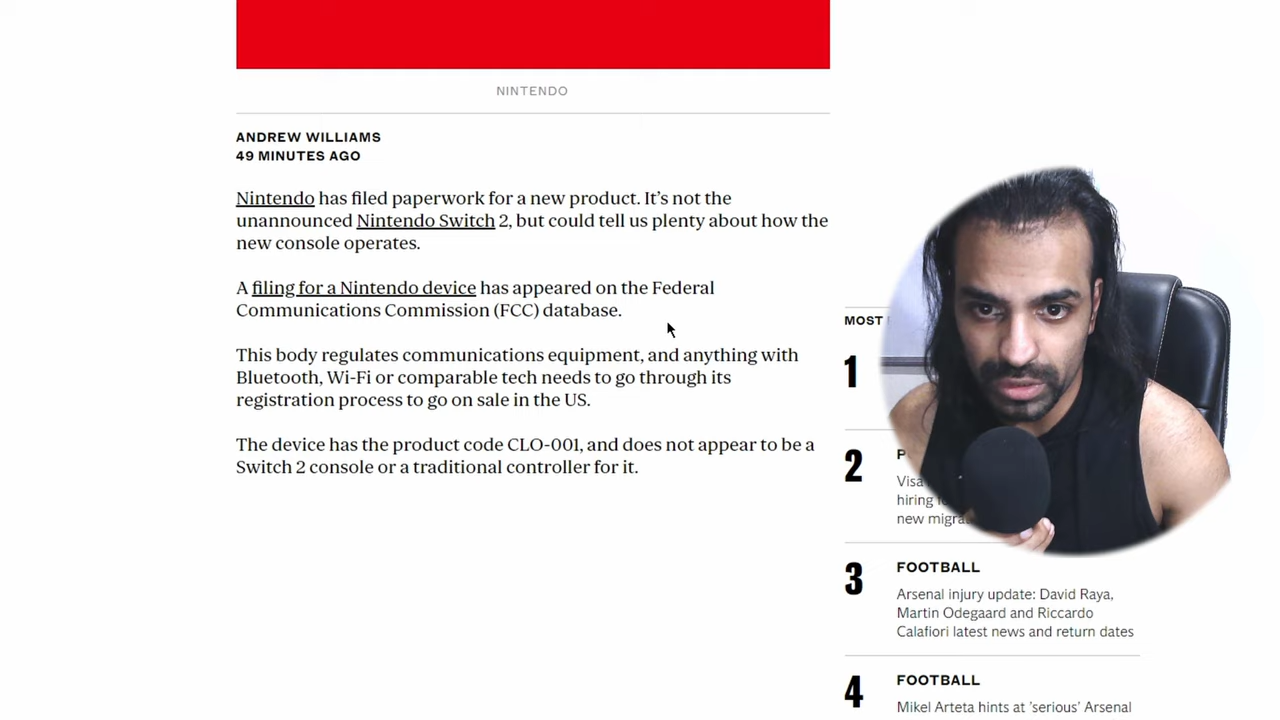 NINTENDO
ANDREW WILLIAMS
49 MINUTES AGO
Nintendo has filed paperwork for a new product. It’s not the
unannounced Nintendo Switch 2, but could tell us plenty about how the
new console operates.
A filing for a Nintendo device has appeared on the Federal
Communications Commission (FCC) database.
This body regulates communications equipment, and anything with
Bluetooth, Wi-Fi or comparable tech needs to go through its
registration process to go on sale in the US.
The device has the product code CLO-001, and does not appear to be a
Switch 2 console or a traditional controller for it.
MOST
1
2
Visa
hiring
new
3
FOOTBALL
Arsenal injury update: David Raya,
Martin Odegaard and Riccardo
Calafiori latest news and return dates
4
FOOTBALL
Mikel Arteta hints at 'serious' Arsenal